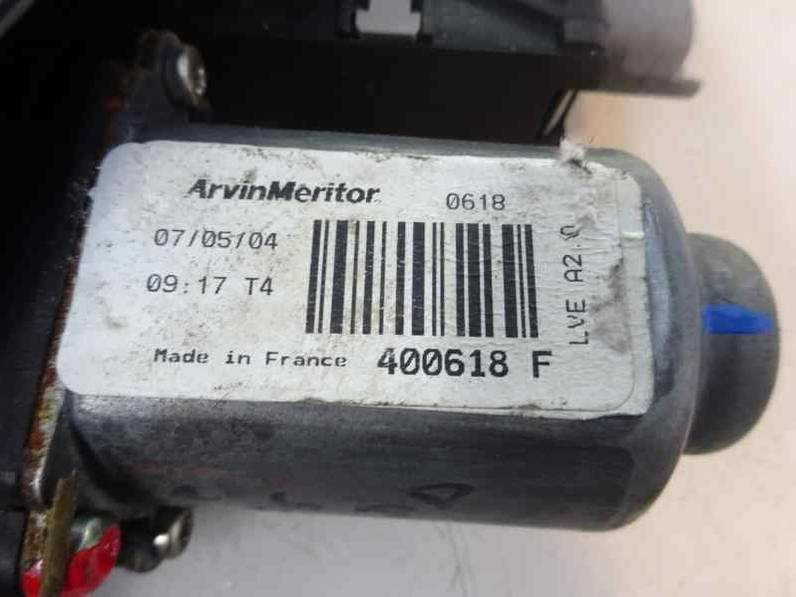 ArvinMeritor 0618
07/05/04
09:17 T4
Made in France 400618 F
LVE A2.0